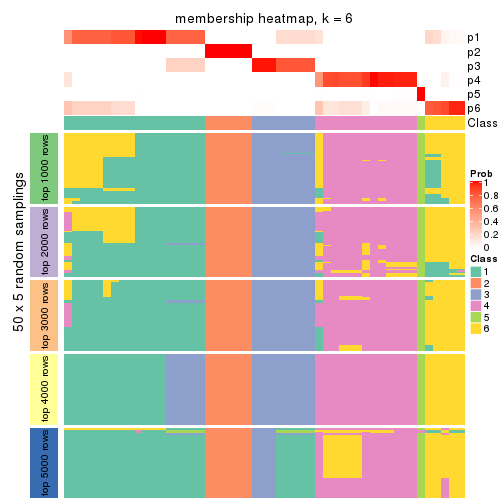 membership heatmap, k = 6
p1
p2
p3
p4
p5
p6
Class
50 x 5 random samplings
top 1000 rows
top 2000 rows
top 3000 rows
top 4000 rows
top 5000 rows
Prob
1
0.8
0.6
0.4
0.2
0
Class
1
2
3
4
5
6